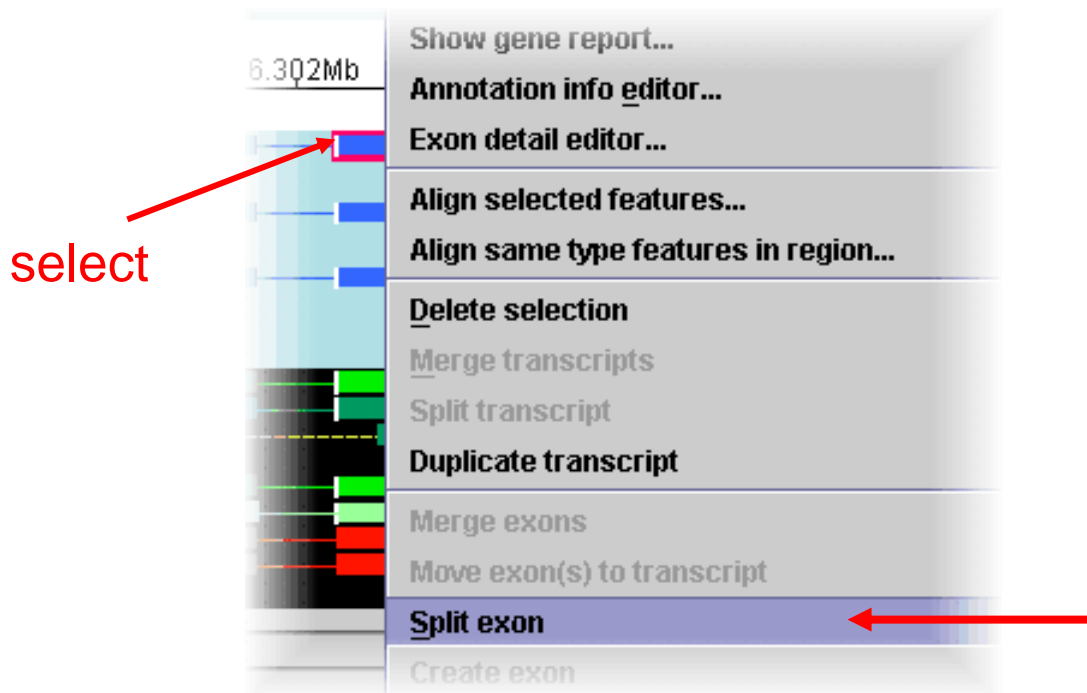 Show gene report...
6.302Mb
Annotation info editor...
Exon detail editor...
Align selected features...
select
Align same type features in region...
Delete selection
Merge transcripts
Split transcript
Duplicate transcript
Merge exons
Move exon(s) to transcript
Split exon
Create exon